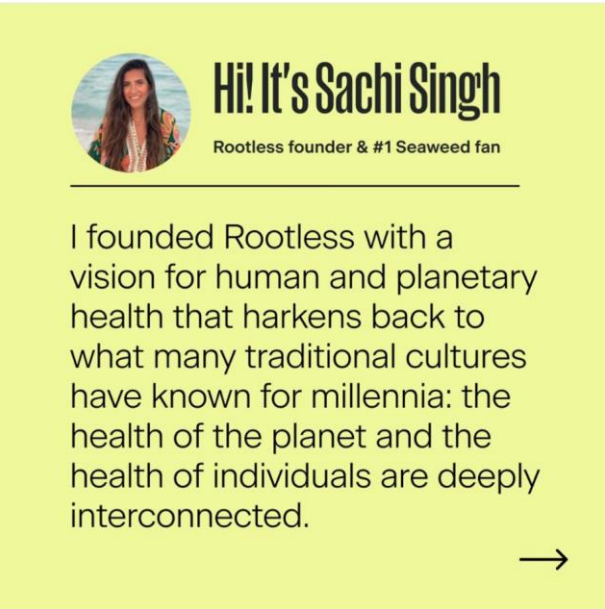 Hi! It's Sachi Singh
Rootless founder & #1 Seaweed fan
I founded Rootless with a
vision for human and planetary
health that harkens back to
what many traditional cultures
have known for millennia: the
health of the planet and the
health of individuals are deeply
interconnected.